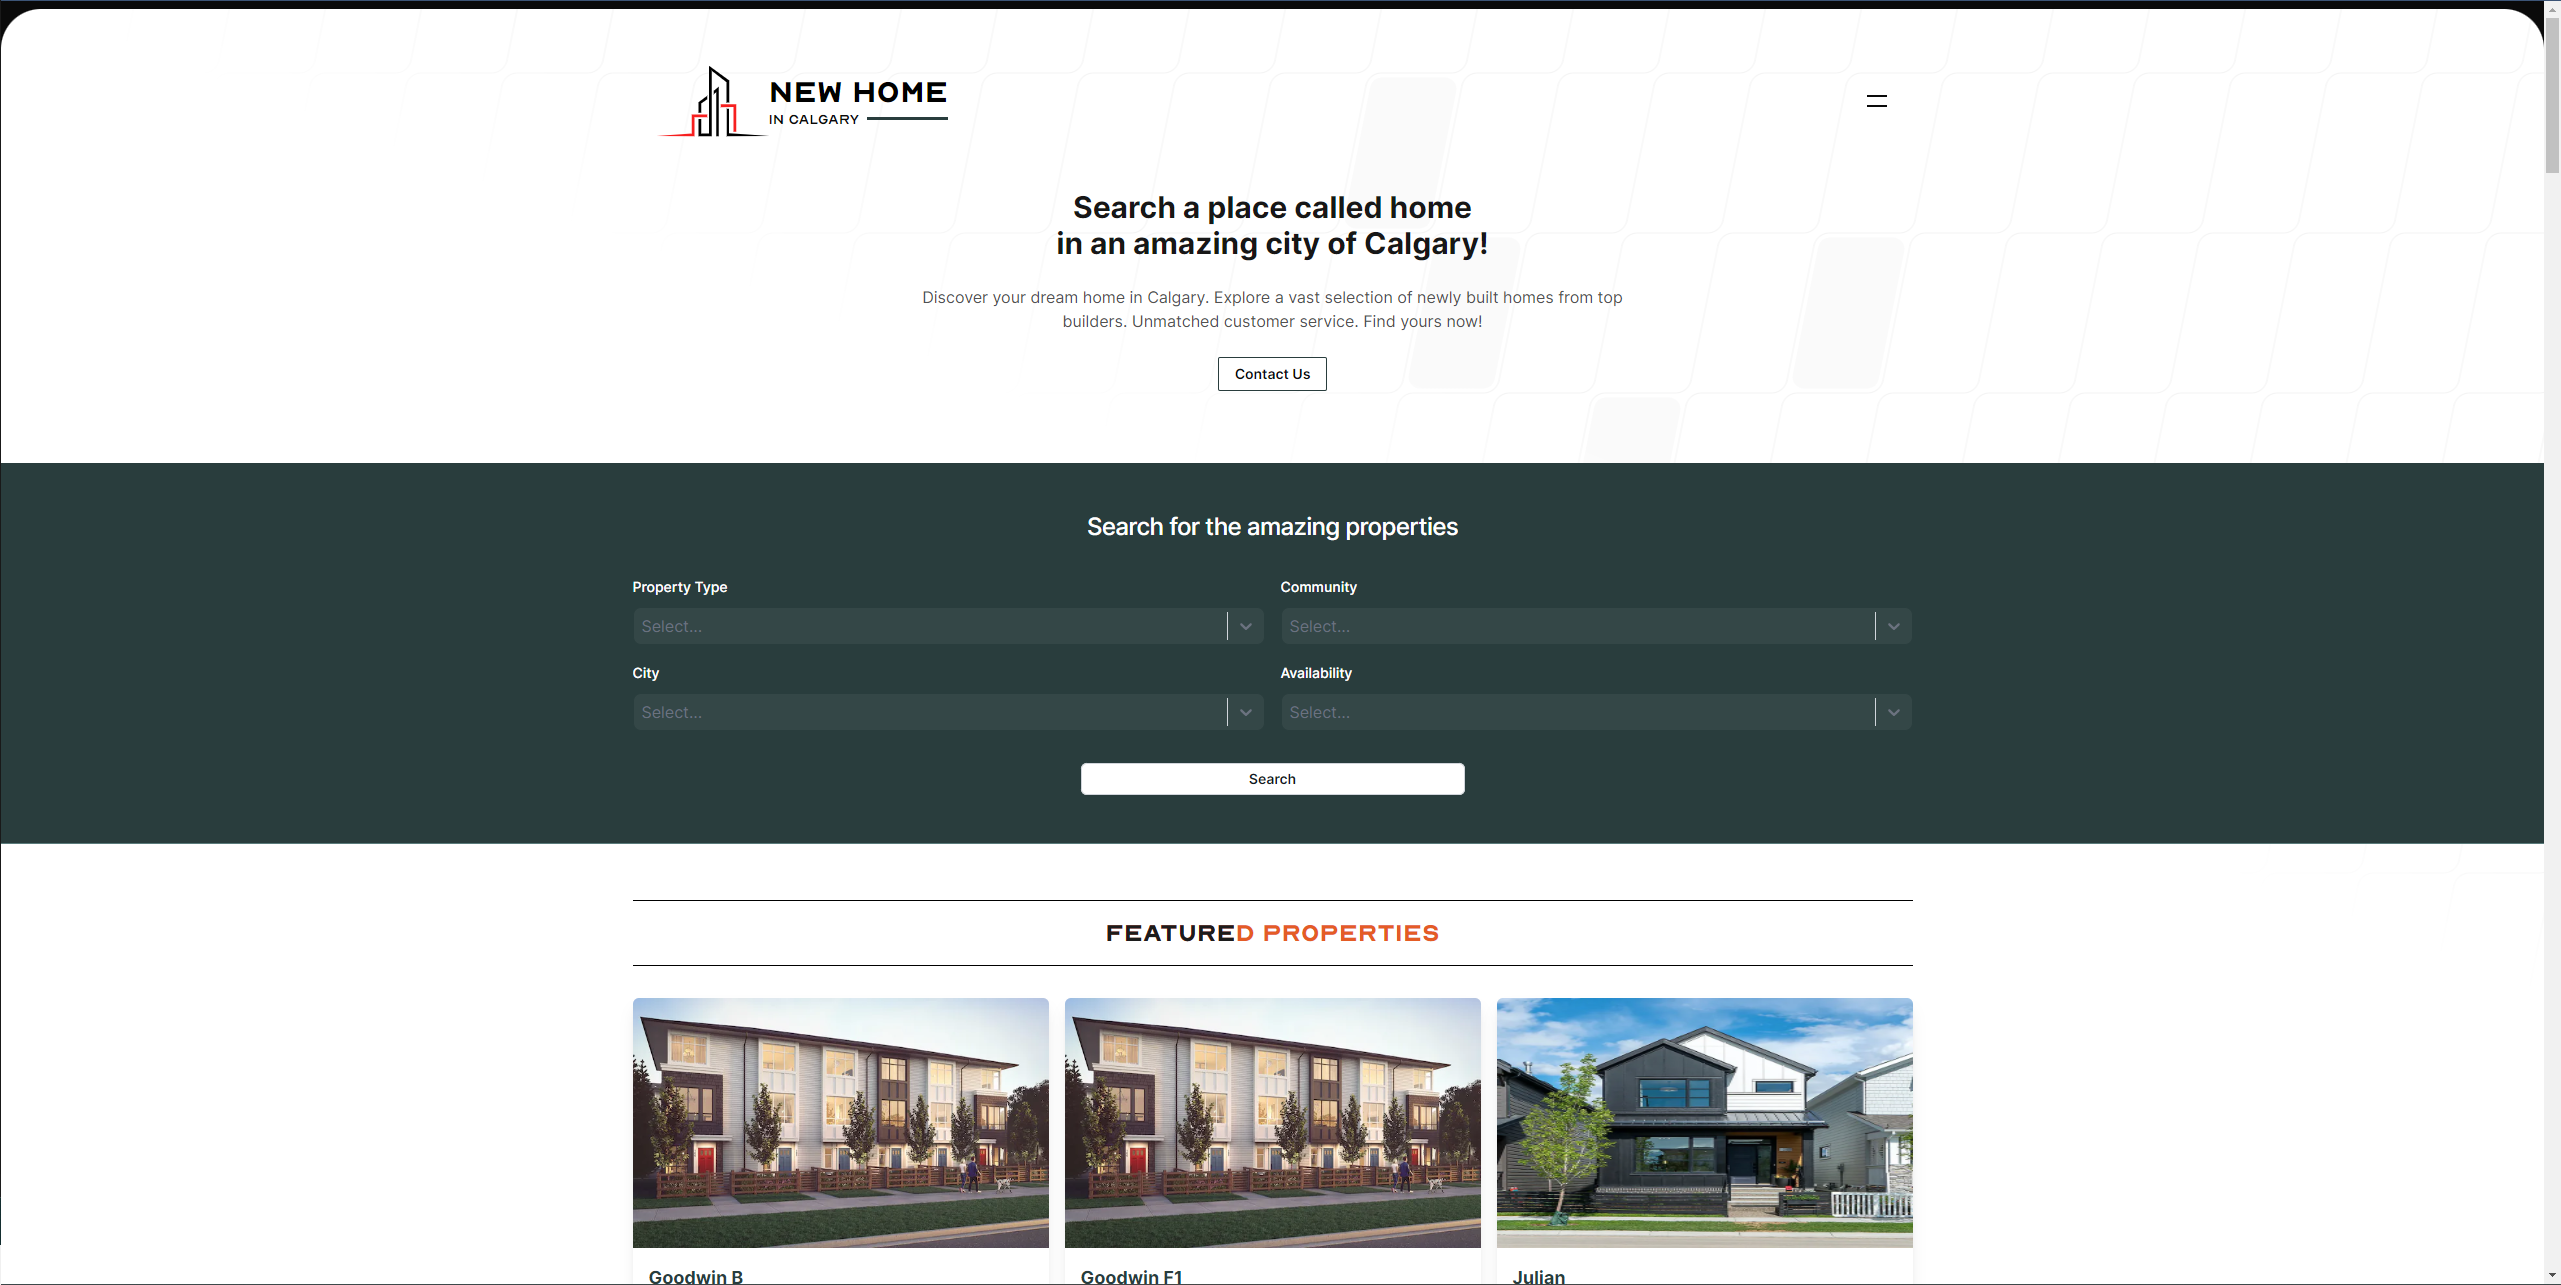 NEW HOME
IN CALGARY
Search a place called home
in an amazing city of Calgary!
Discover your dream home in Calgary. Explore a vast selection of newly built homes from top
builders. Unmatched customer service. Find yours now!
Contact Us
Search for the amazing properties
Property Type
Community
Select...
Select...
City
Availability
Select...
Select...
Search
FEATURED PROPERTIES
Goodwin B
Goodwin F1
Julian